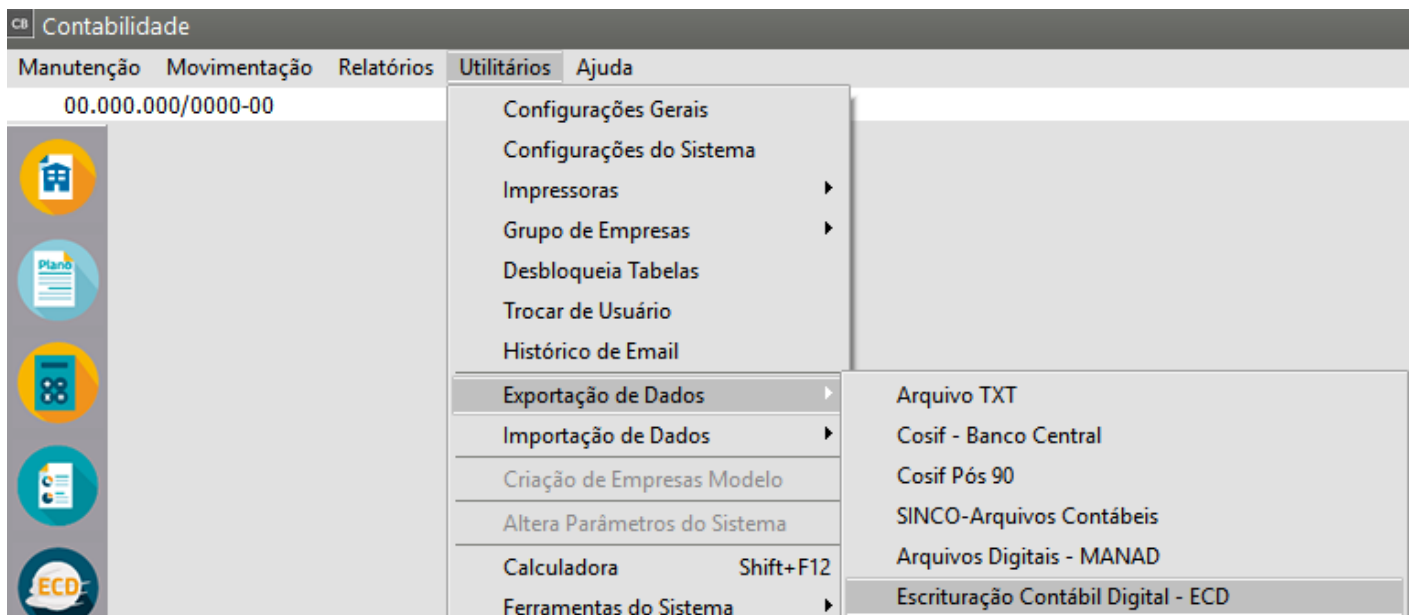 CB Contabilidade
Manutenção Movimentação Relatórios Utilitários Ajuda
00.000.000/0000-00
Configurações Gerais
Configurações do Sistema
Impressoras
Grupo de Empresas
Desbloqueia Tabelas
Plano
Trocar de Usuário
Histórico de Email
Exportação de Dados
Arquivo TXT
Importação de Dados
Cosif - Banco Central
Criação de Empresas Modelo
Cosif Pós 90
Altera Parâmetros do Sistema
SINCO-Arquivos Contábeis
Calculadora Shift+F12
Arquivos Digitais - MANAD
ECD
Ferramentas do Sistema
Escrituração Contábil Digital - ECD